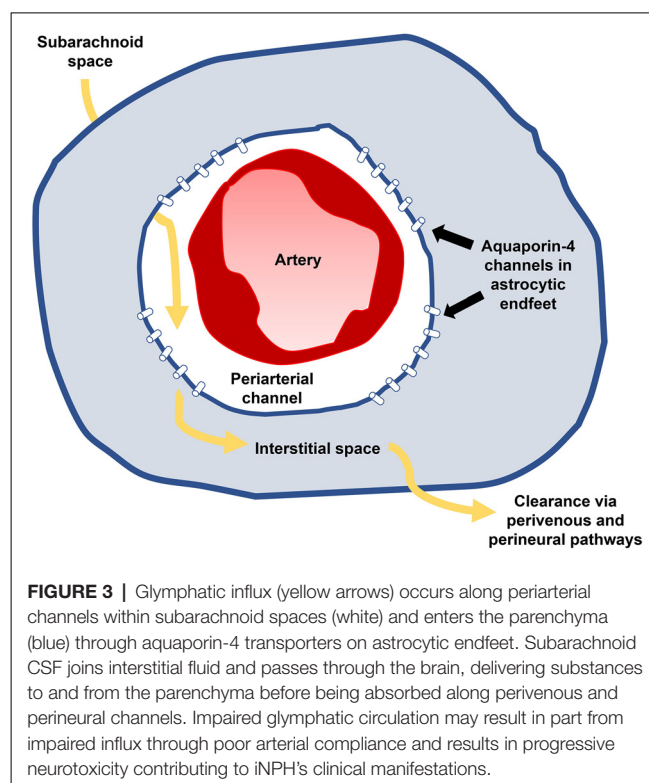 Subarachnoid
space
Artery
Aquaporin-4
channels in
astrocytic
endfeet
Periarterial
channel
Interstitial space
Clearance via
perivenous and
perineural pathways
FIGURE 3 | Glymphatic influx (yellow arrows) occurs along periarterial
channels within subarachnoid spaces (white) and enters the parenchyma
(blue) through aquaporin-4 transporters on astrocytic endfeet. Subarachnoid
CSF joins interstitial fluid and passes through the brain, delivering substances
to and from the parenchyma before being absorbed along perivenous and
perineural channels. Impaired glymphatic circulation may result in part from
impaired influx through poor arterial compliance and results in progressive
neurotoxicity contributing to iNPH’s clinical manifestations.